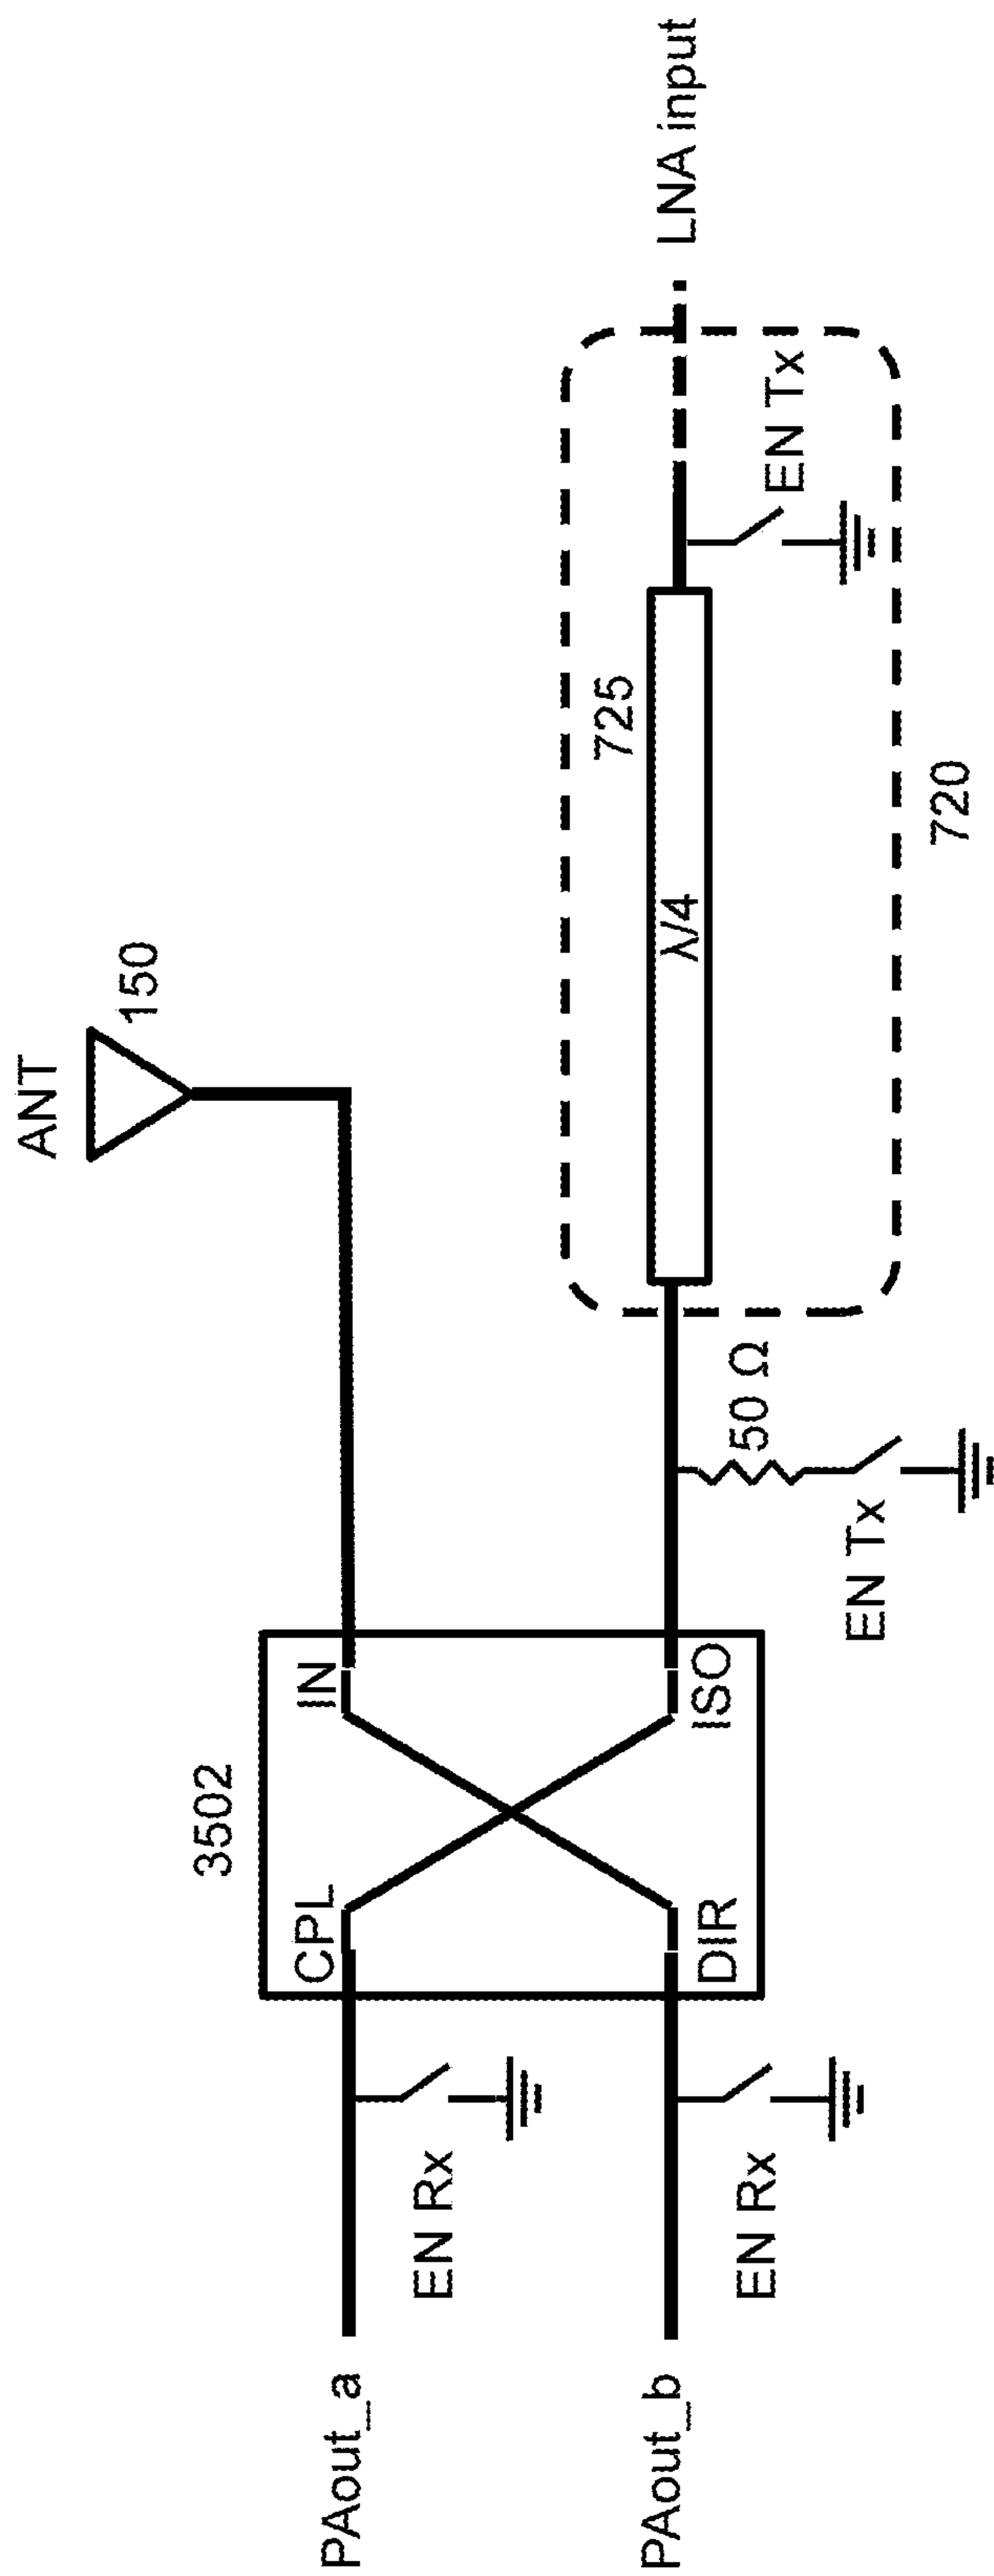 ANT
150
3502
CPL
IN
DIR
ISO
PAout_a
EN Rx
PAout_b
EN Rx
50 Ω
EN Tx
725
λ/4
EN Tx
LNA input
720